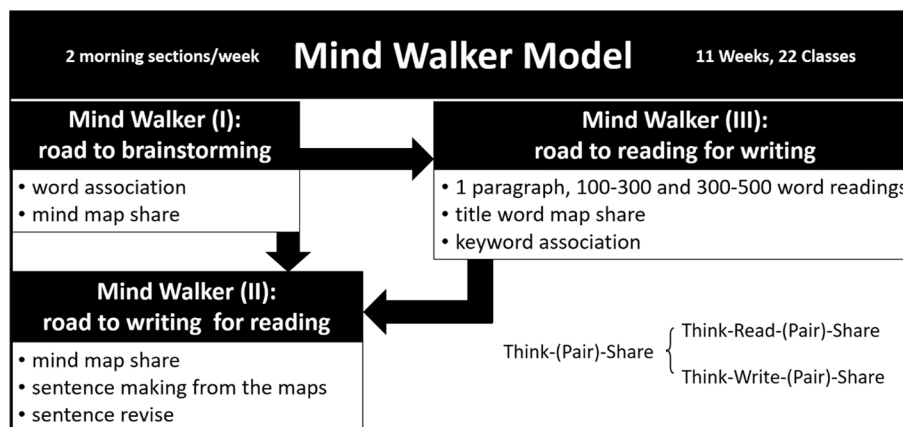 2 morning sections/week
Mind Walker Model
11 Weeks, 22 Classes
Mind Walker (I):
road to brainstorming
• word association
• mind map share
Mind Walker (III):
road to reading for writing
• 1 paragraph, 100-300 and 300-500 word readings
• title word map share
• keyword association
Mind Walker (II):
road to writing for reading
• mind map share
• sentence making from the maps
• sentence revise
Think-(Pair)-Share
Think-Read-(Pair)-Share
Think-Write-(Pair)-Share